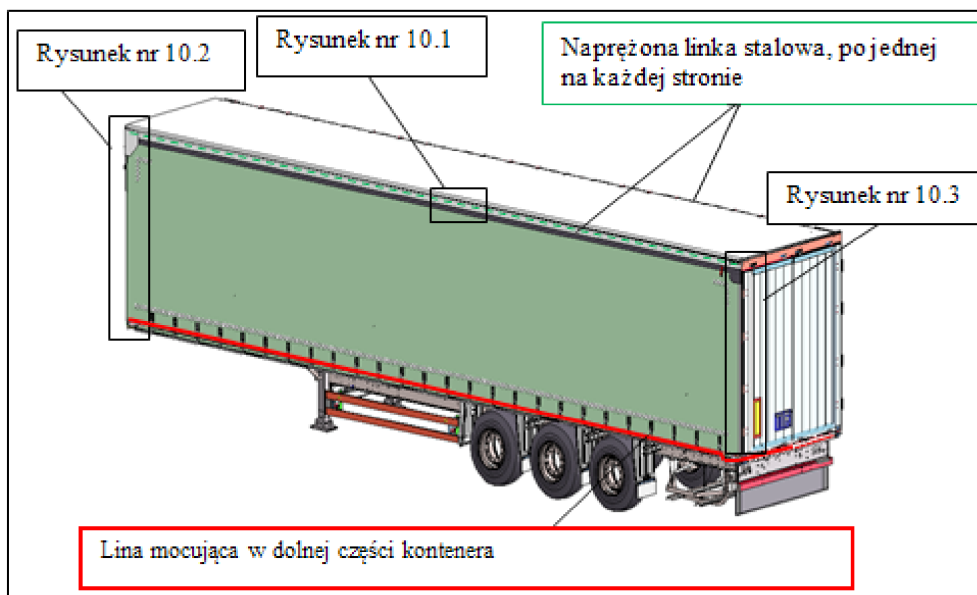 Rysunek nr 10.2
Rysunek nr 10.1
Naprężona linka stalowa, po jednej
na każdej stronie
Rysunek nr 10.3
Lina mocująca w dolnej części kontenera